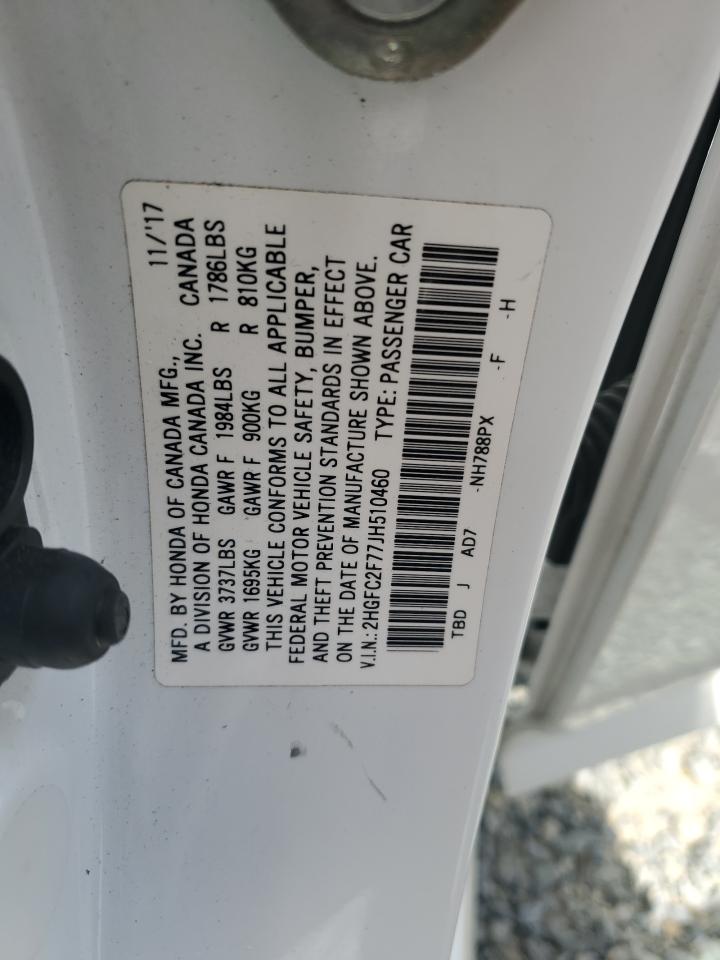 MFD. BY HONDA OF CANADA MFG., 11/'17
A DIVISION OF HONDA CANADA INC. CANADA
GVWR 3737LBS GAWR F 1984LBS R 1786LBS
GVWR 1695KG GAWR F 900KG R 810KG
THIS VEHICLE CONFORMS TO ALL APPLICABLE
FEDERAL MOTOR VEHICLE SAFETY, BUMPER,
AND THEFT PREVENTION STANDARDS IN EFFECT
ON THE DATE OF MANUFACTURE SHOWN ABOVE.
V.I.N.: 2HGFC2F77JH510460 TYPE: PASSENGER CAR
TBD J AD7 -NH788PX -F -H